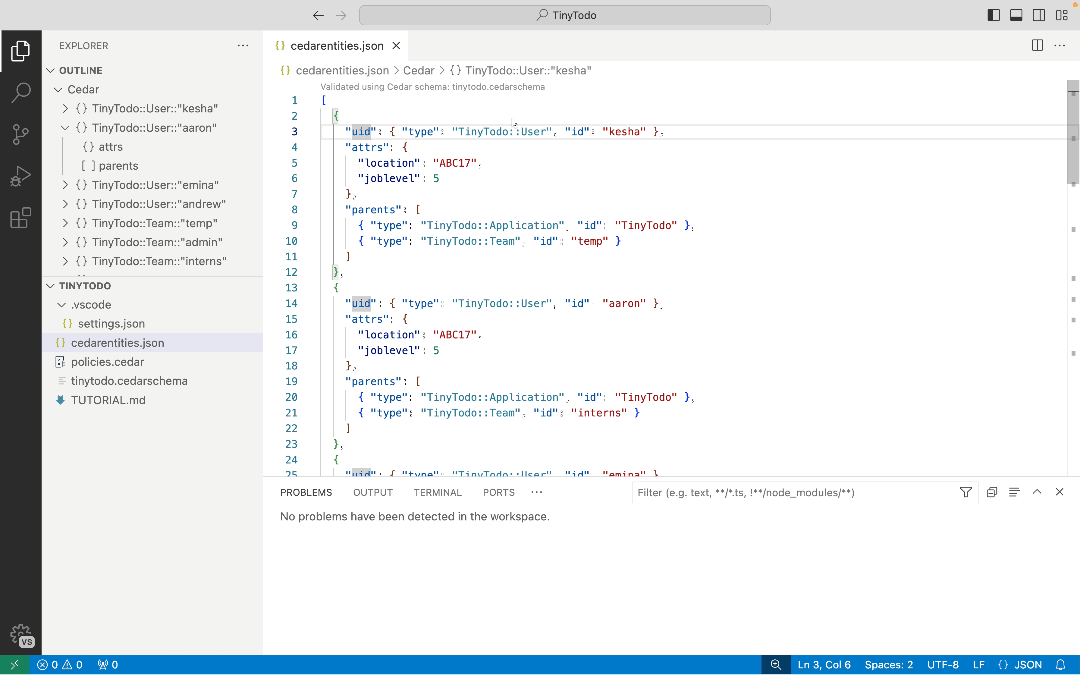 TinyTodo
EXPLORER
OUTLINE
Cedar
{} TinyTodo::User::"kesha"
{} TinyTodo::User::"aaron"
{} attrs
[ ] parents
{} TinyTodo::User::"emina"
{} TinyTodo::User::"andrew"
{} TinyTodo::Team::"temp"
{} TinyTodo::Team::"admin"
{} TinyTodo::Team::"interns"
TINYTODO
.vscode
{} settings.json
{} cedarentities.json
policies.cedar
tinytodo.cedarschema
TUTORIAL.md
VS
{} cedarentities.json
{} cedarentities.json > Cedar > {} TinyTodo::User::"kesha"
Validated using Cedar schema: tinytodo.cedarschema
1 [
2 {
3 "uid": { "type": "TinyTodo::User", "id": "kesha" },
4 "attrs": {
5 "location": "ABC17",
6 "joblevel": 5
7 },
8 "parents": [
9 { "type": "TinyTodo::Application", "id": "TinyTodo" },
10 { "type": "TinyTodo::Team", "id": "temp" }
11 ]
12 },
13 {
14 "uid": { "type": "TinyTodo::User", "id": "aaron" },
15 "attrs": {
16 "location": "ABC17",
17 "joblevel": 5
18 },
19 "parents": [
20 { "type": "TinyTodo::Application", "id": "TinyTodo" },
21 { "type": "TinyTodo::Team", "id": "interns" }
22 ]
23 },
24 {
25 "uid": { "type": "TinyTodo::User", "id": "emina" },
PROBLEMS OUTPUT TERMINAL PORTS ··· Filter (e.g. text, **/*.ts, !**/node_modules/**)
No problems have been detected in the workspace.
0 0 0 Ln 3, Col 6 Spaces: 2 UTF-8 LF {} JSON